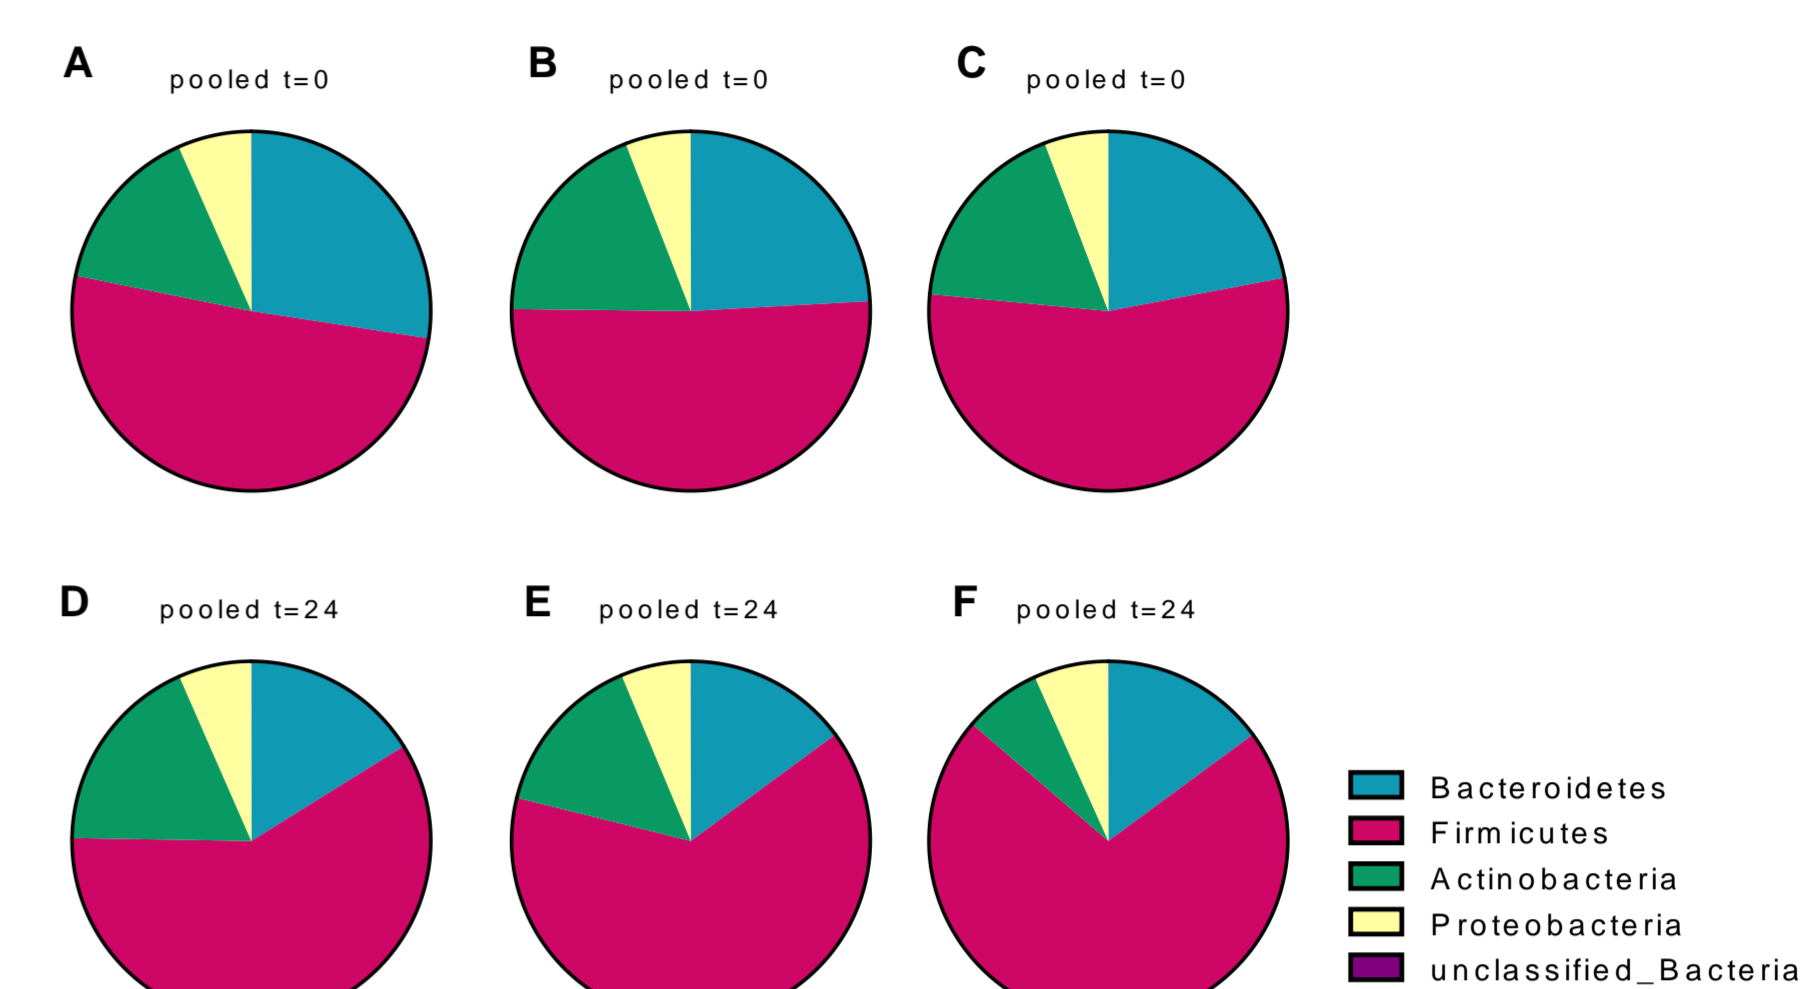 A
pooled t=0
B
pooled t=0
C
pooled t=0
D
pooled t=24
E
pooled t=24
F
pooled t=24
Bacteroidetes
Firmicutes
Actinobacteria
Proteobacteria
unclassified_Bacteria